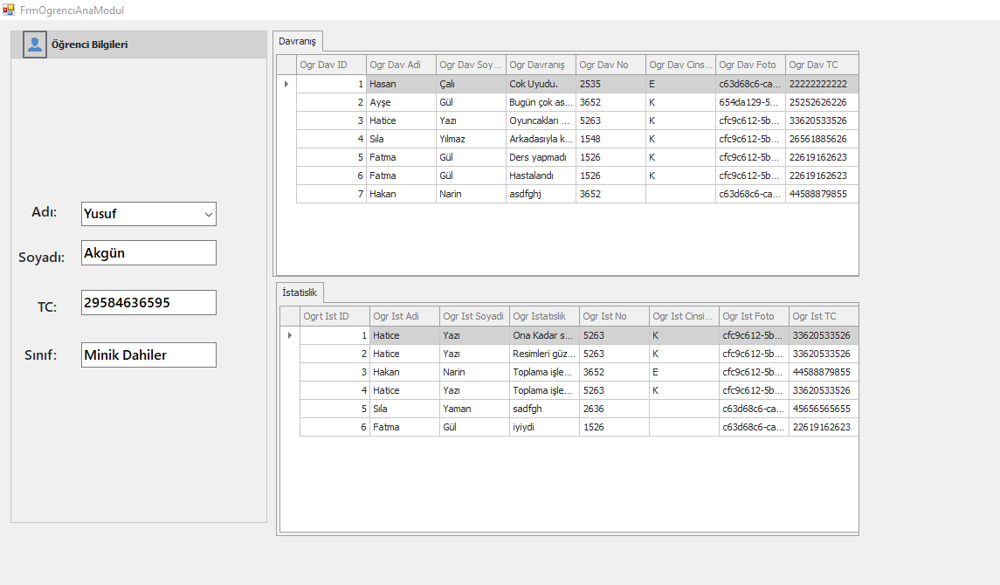 FrmOgrenciAnaModul
Öğrenci Bilgileri
Adı: Yusuf
Soyadı: Akgün
TC: 29584636595
Sınıf: Minik Dahiler
Davranış
Ogr Dav ID Ogr Dav Adi Ogr Dav Soy... Ogr Davranış Ogr Dav No Ogr Dav Cins... Ogr Dav Foto Ogr Dav TC
1 Hasan Çalı Cok Uyudu. 2535 E c63d68c6-ca... 22222222222
2 Ayşe Gül Bugün çok as... 3652 K 654da129-5... 25252626226
3 Hatice Yazı Oyuncakları ... 5263 K cfc9c612-5b... 33620533526
4 Sıla Yılmaz Arkadasıyla k... 1548 K cfc9c612-5b... 26561885626
5 Fatma Gül Ders yapmadı 1526 K cfc9c612-5b... 22619162623
6 Fatma Gül Hastalandı 1526 K cfc9c612-5b... 22619162623
7 Hakan Narin asdfghj 3652 c63d68c6-ca... 44588879855
İstatislik
Ogrt Ist ID Ogr Ist Adi Ogr Ist Soyadi Ogr Istatıslık Ogr Ist No Ogr Ist Cinsi... Ogr Ist Foto Ogr Ist TC
1 Hatice Yazı Ona Kadar s... 5263 K cfc9c612-5b... 33620533526
2 Hatice Yazı Resimleri güz... 5263 K cfc9c612-5b... 33620533526
3 Hakan Narin Toplama işle... 3652 E cfc9c612-5b... 44588879855
4 Hatice Yazı Toplama işle... 5263 K cfc9c612-5b... 33620533526
5 Sıla Yaman sadfgh 2636 c63d68c6-ca... 45656565655
6 Fatma Gül iyiydi 1526 c63d68c6-ca... 22619162623